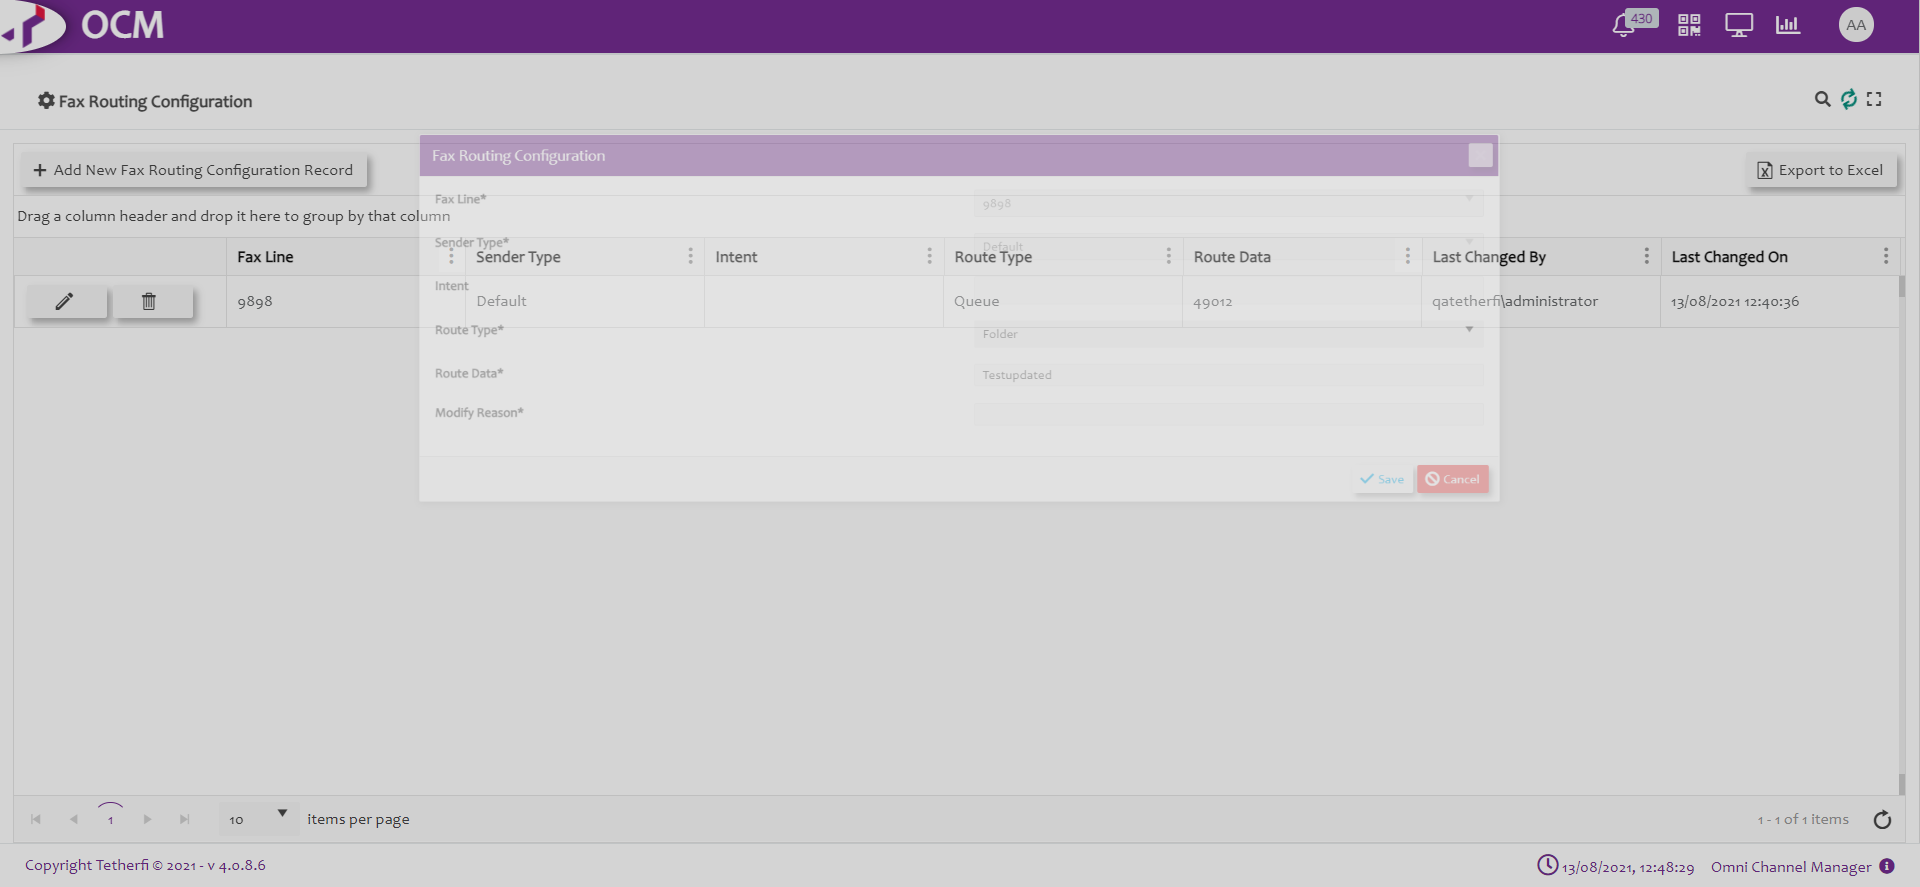 OCM
430
AA
Fax Routing Configuration
Add New Fax Routing Configuration Record
Export to Excel
Drag a column header and drop it here to group by that column
Fax Line Sender Type Intent Route Type Route Data Last Changed By Last Changed On
9898 Default Queue 49012 qatetherfi\administrator 13/08/2021 12:40:36
Fax Routing Configuration
Fax Line* 9898
Sender Type* Default
Intent
Route Type* Folder
Route Data* Testupdated
Modify Reason*
Save Cancel
1 10 items per page 1 - 1 of 1 items
Copyright Tetherfi © 2021 - v 4.0.8.6 13/08/2021, 12:48:29 Omni Channel Manager